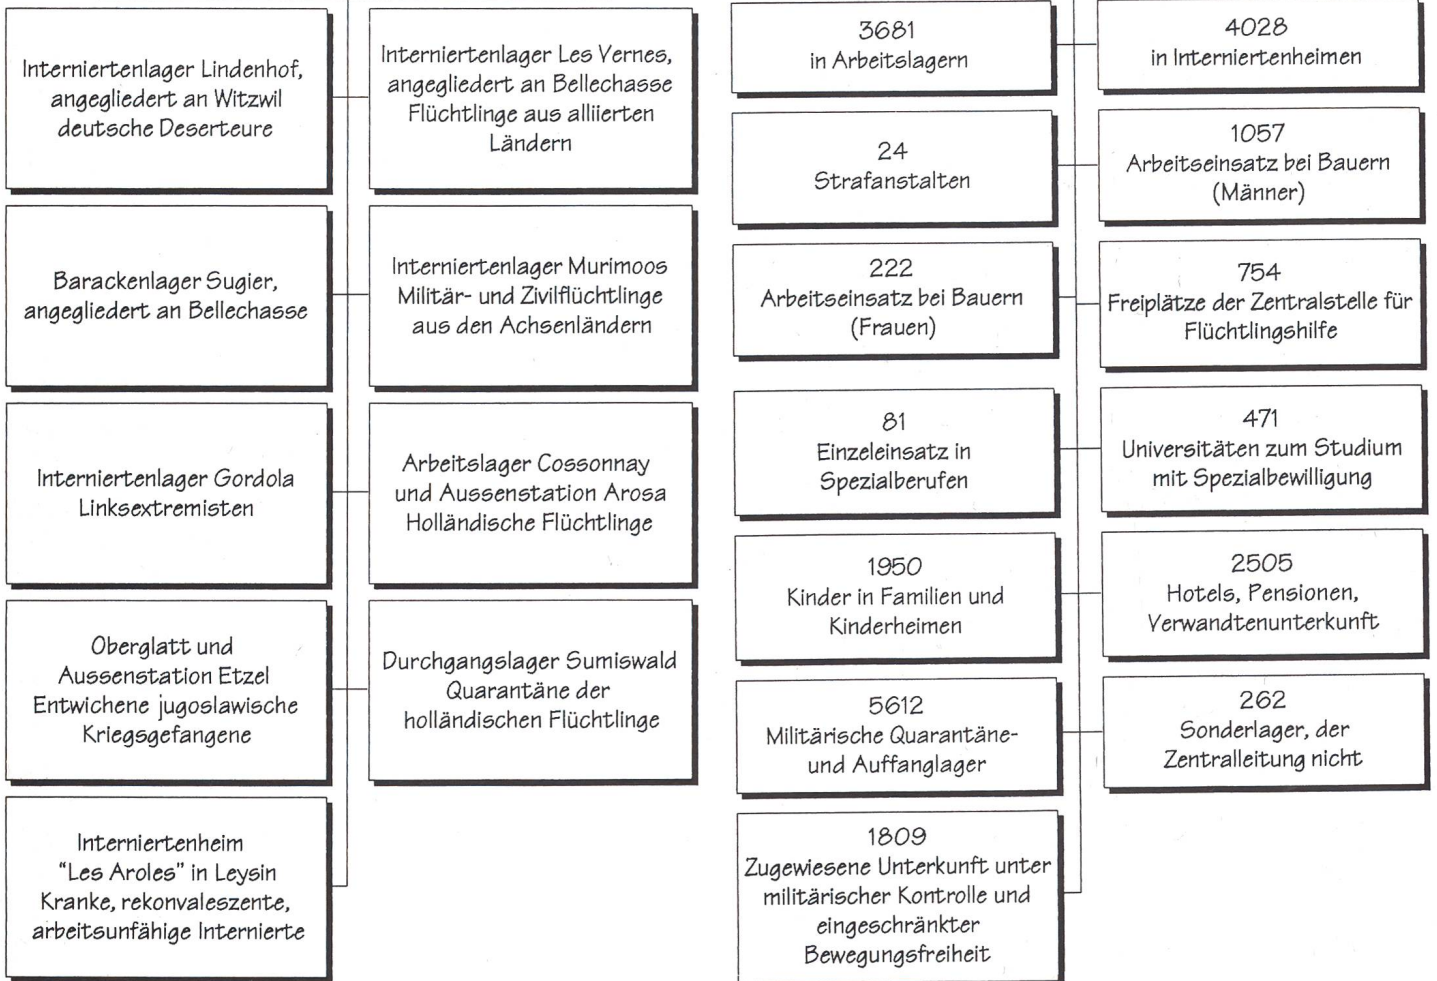 Interniertenlager Lindenhof,
angegliedert an Witzwil
deutsche Deserteure
Interniertenlager Les Vernes,
angegliedert an Bellechasse
Flüchtlinge aus alliierten
Ländern
Barackenlager Sugier,
angegliedert an Bellechasse
Interniertenlager Murimoos
Militär- und Zivilflüchtlinge
aus den Achsenländern
Interniertenlager Gordola
Linksextremisten
Arbeitslager Cossonnay
und Aussenstation Arosa
Holländische Flüchtlinge
Oberglatt und
Aussenstation Etzel
Entwichene jugoslawische
Kriegsgefangene
Durchgangslager Sumiswald
Quarantäne der
holländischen Flüchtlinge
Interniertenheim
“Les Aroles” in Leysin
Kranke, rekonvaleszente,
arbeitsunfähige Internierte
3681
in Arbeitslagern
4028
in Interniertenheimen
24
Strafanstalten
1057
Arbeitseinsatz bei Bauern
(Männer)
222
Arbeitseinsatz bei Bauern
(Frauen)
754
Freiplätze der Zentralstelle für
Flüchtlingshilfe
81
Einzeleinsatz in
Spezialberufen
471
Universitäten zum Studium
mit Spezialbewilligung
1950
Kinder in Familien und
Kinderheimen
2505
Hotels, Pensionen,
Verwandtenunterkunft
5612
Militärische Quarantäne-
und Auffanglager
262
Sonderlager, der
Zentralleitung nicht
1809
Zugewiesene Unterkunft unter
militärischer Kontrolle und
eingeschränkter
Bewegungsfreiheit